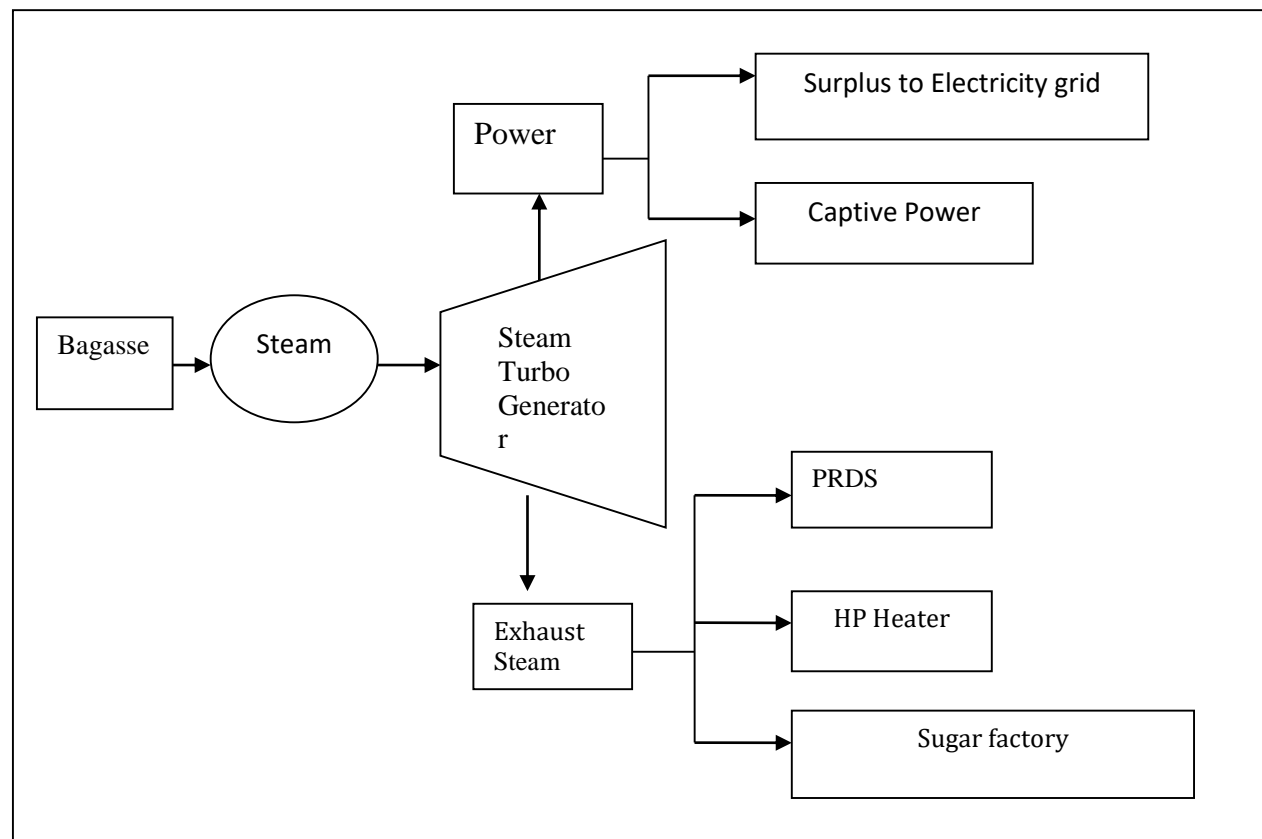 Surplus to Electricity grid
Power
Captive Power
Bagasse
Steam
Steam
Turbo
Generato
r
PRDS
Exhaust
Steam
HP Heater
Sugar factory